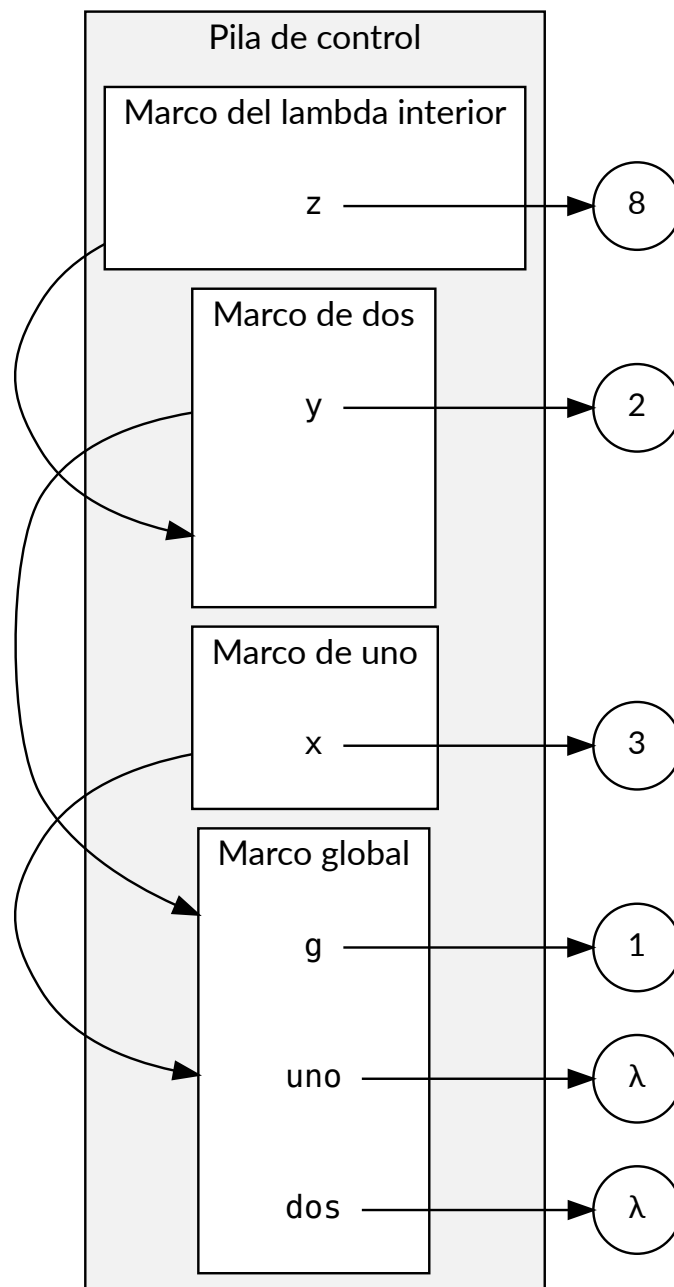 Pila de control
Marco del lambda interior
z 8
Marco de dos
y 2
Marco de uno
x 3
Marco global
g 1
uno λ
dos λ